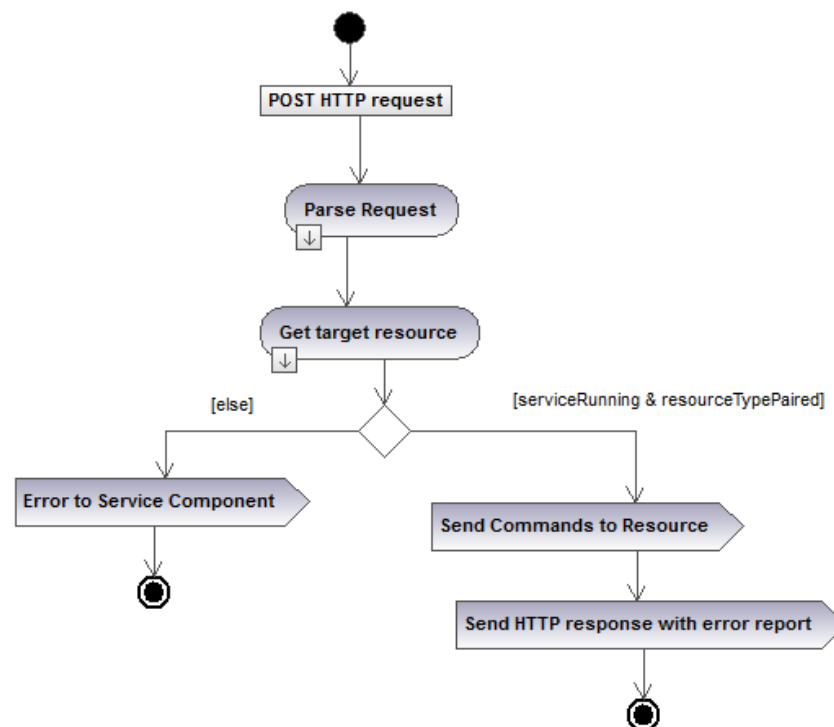 POST HTTP request
Parse Request
Get target resource
[else]
[serviceRunning & resourceTypePaired]
Error to Service Component
Send Commands to Resource
Send HTTP response with error report